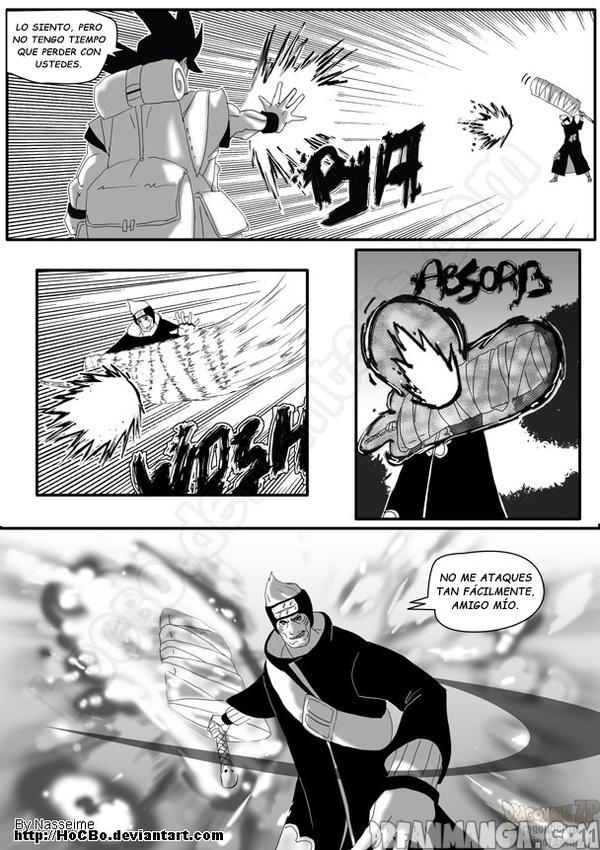 LO SIENTO, PERO
NO TENGO TIEMPO
QUE PERDER CON
USTEDES.
ABSORB
WOSH
NO ME ATAQUES
TAN FÁCILMENTE,
AMIGO MÍO.
By Nasseime
http://HoCBo.deviantart.com
DREAMMANGA.COM